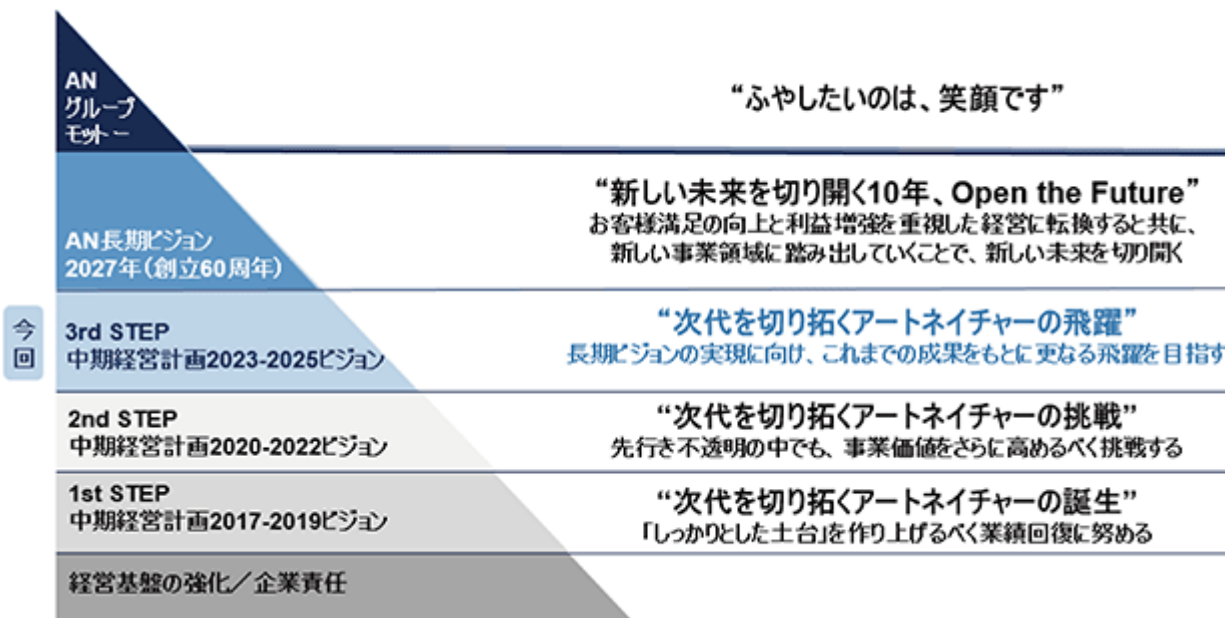 AN
グループ
モットー
“ふやしたいのは、笑顔です”
AN長期ビジョン
2027年(創立60周年)
“新しい未来を切り開く10年、Open the Future”
お客様満足の向上と利益増強を重視した経営に転換すると共に、
新しい事業領域に踏み出していくことで、新しい未来を切り開く
今
回
3rd STEP
中期経営計画2023-2025ビジョン
“次代を切り拓くアートネイチャーの飛躍”
長期ビジョンの実現に向け、これまでの成果をもとに更なる飛躍を目指す
2nd STEP
中期経営計画2020-2022ビジョン
“次代を切り拓くアートネイチャーの挑戦”
先行き不透明の中でも、事業価値をさらに高めるべく挑戦する
1st STEP
中期経営計画2017-2019ビジョン
“次代を切り拓くアートネイチャーの誕生”
「しっかりとした土台」を作り上げるべく業績回復に努める
経営基盤の強化/企業責任